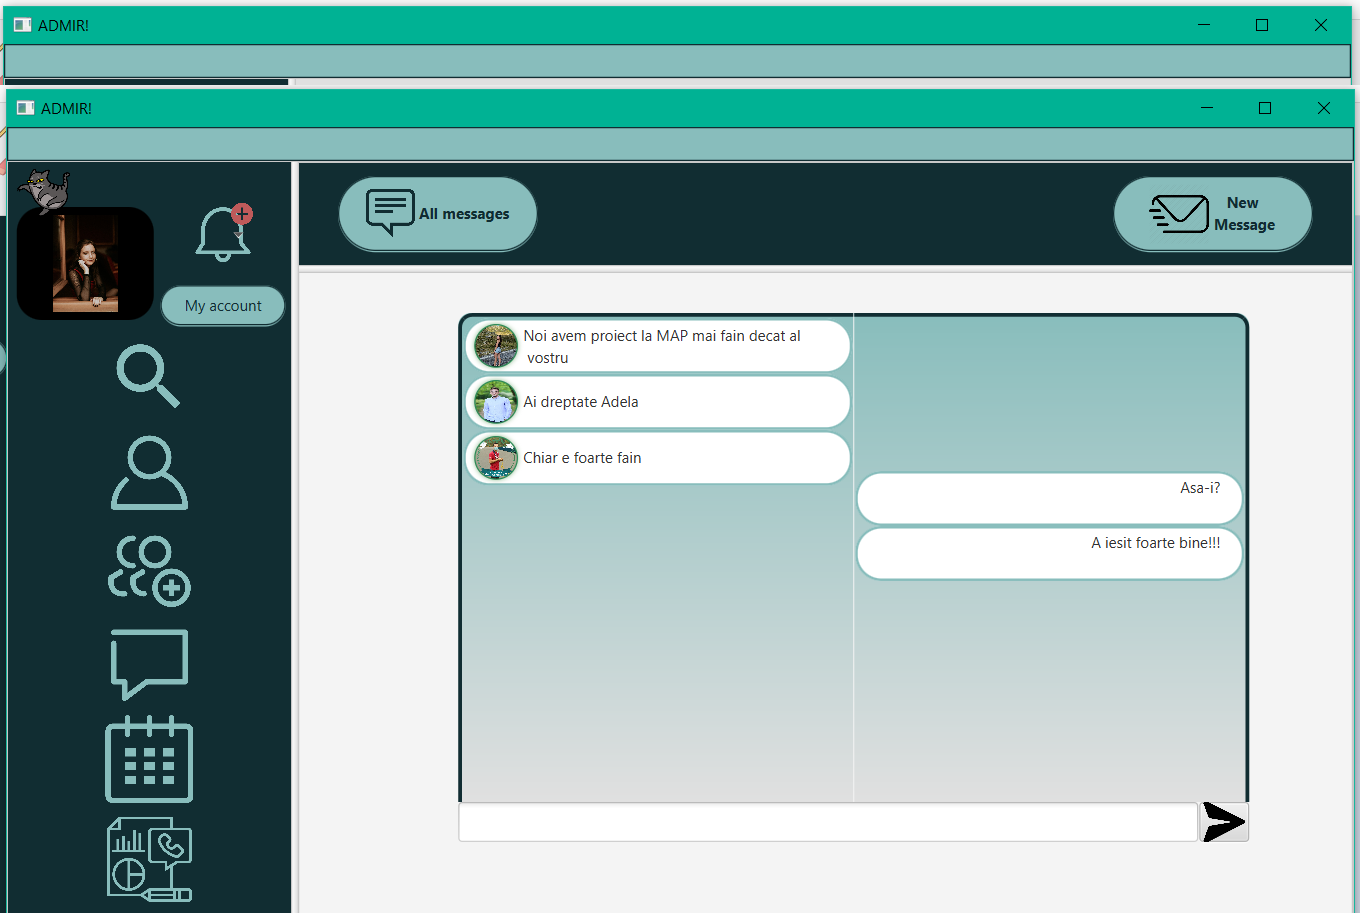 ADMIR!
ADMIR!
All messages
New
Message
My account
Noi avem proiect la MAP mai fain decat al
vostru
Ai dreptate Adela
Chiar e foarte fain
Asa-i?
A iesit foarte bine!!!